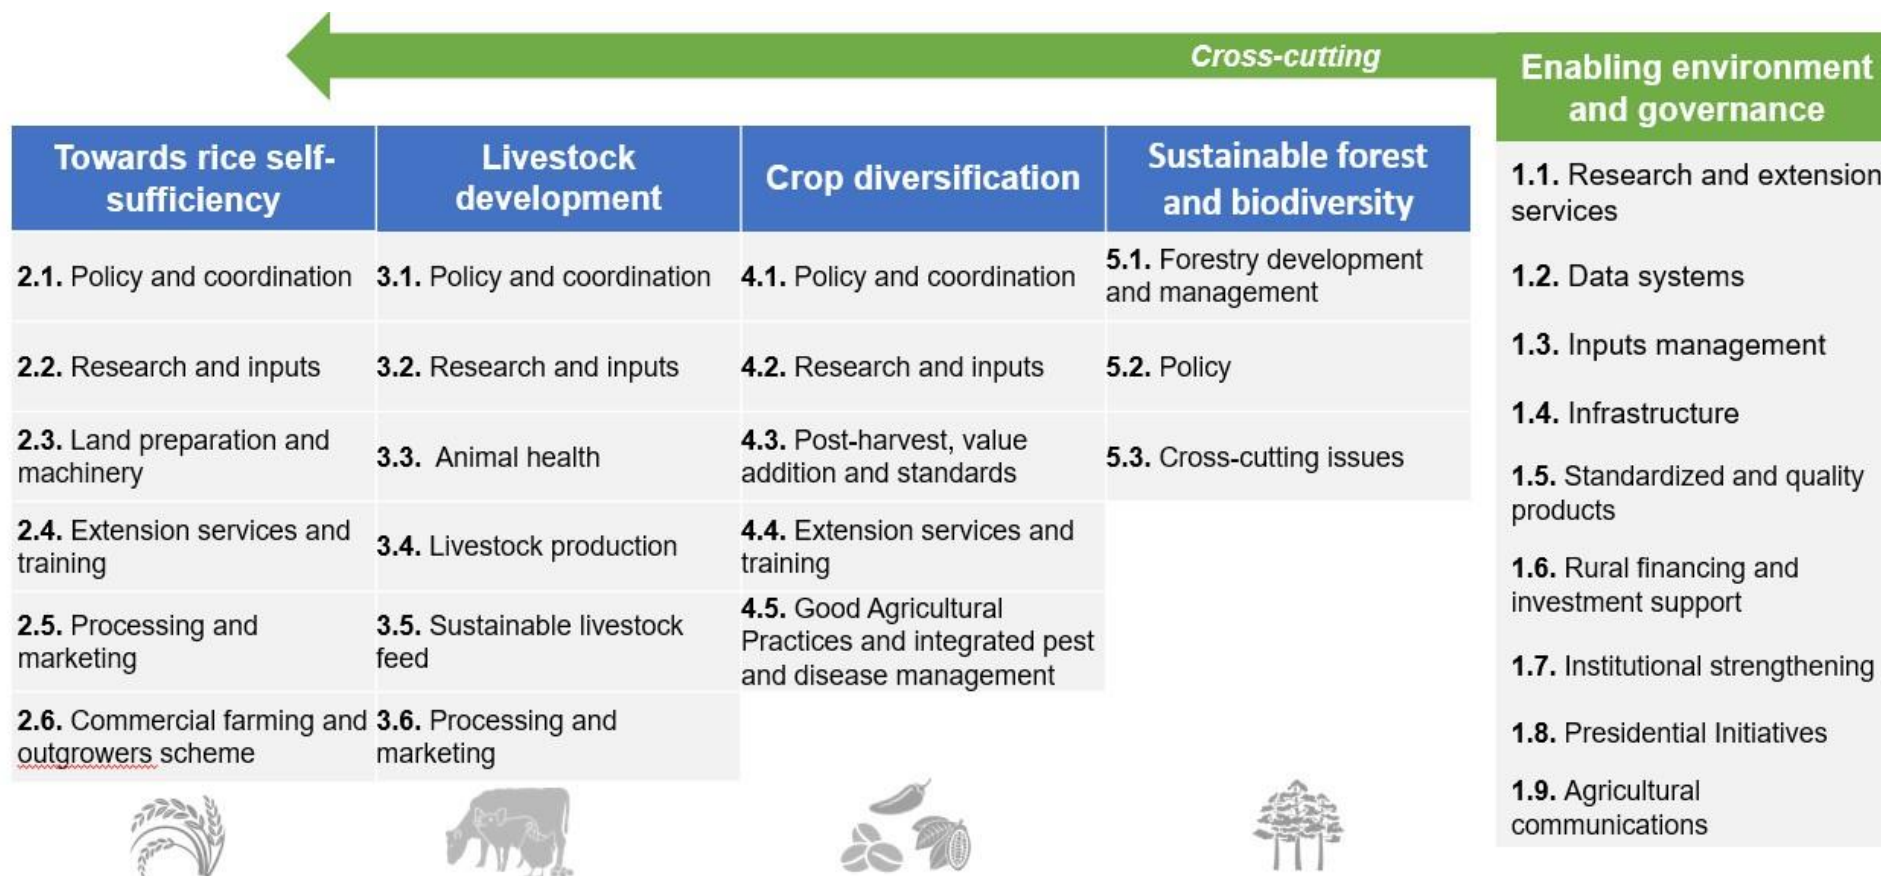 Cross-cutting
Enabling environment
and governance
Towards rice self-
sufficiency
Livestock
development
Crop diversification
Sustainable forest
and biodiversity
2.1. Policy and coordination
2.2. Research and inputs
2.3. Land preparation and
machinery
2.4. Extension services and
training
2.5. Processing and
marketing
2.6. Commercial farming and
outgrowers scheme
3.1. Policy and coordination
3.2. Research and inputs
3.3. Animal health
3.4. Livestock production
3.5. Sustainable livestock
feed
3.6. Processing and
marketing
4.1. Policy and coordination
4.2. Research and inputs
4.3. Post-harvest, value
addition and standards
4.4. Extension services and
training
4.5. Good Agricultural
Practices and integrated pest
and disease management
5.1. Forestry development
and management
5.2. Policy
5.3. Cross-cutting issues
1.1. Research and extension
services
1.2. Data systems
1.3. Inputs management
1.4. Infrastructure
1.5. Standardized and quality
products
1.6. Rural financing and
investment support
1.7. Institutional strengthening
1.8. Presidential Initiatives
1.9. Agricultural
communications